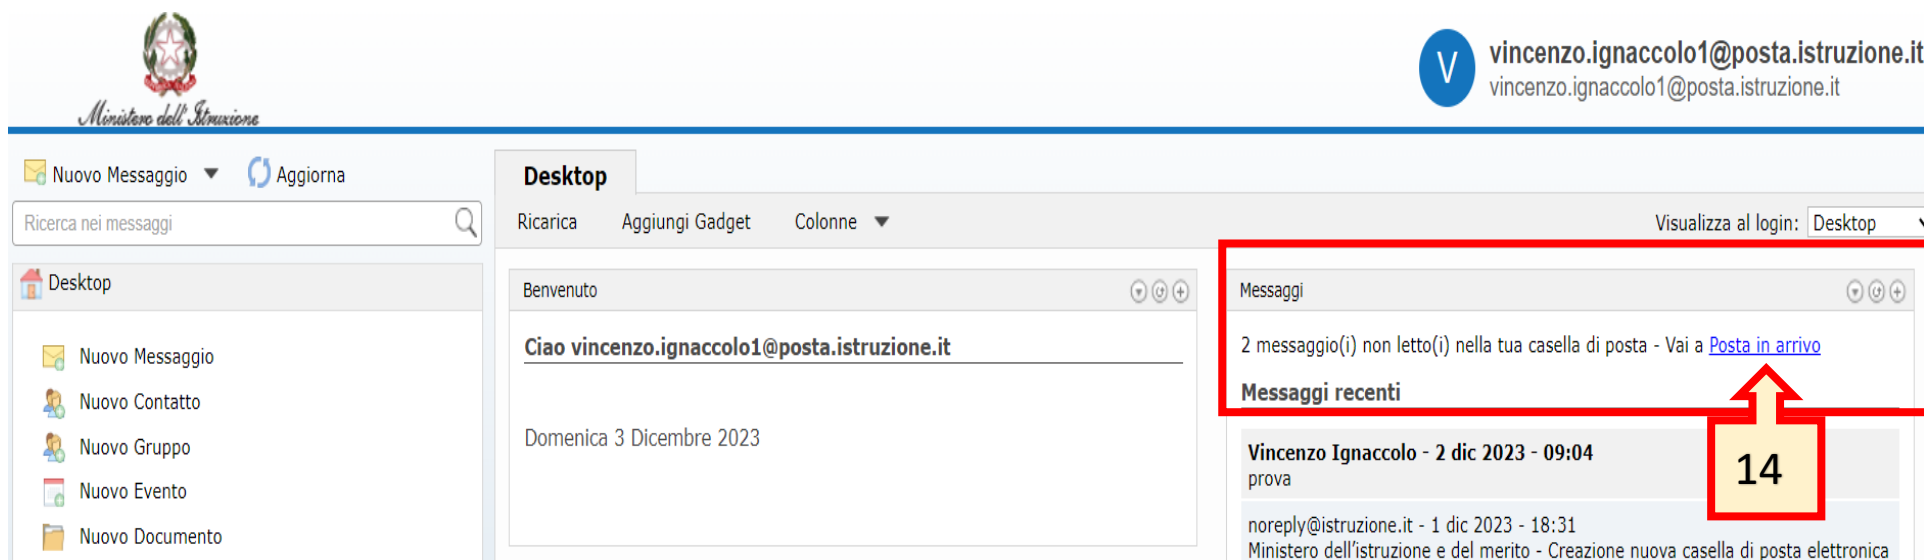 Ministero dell'Istruzione
V
vincenzo.ignaccolo1@posta.istruzione.it
vincenzo.ignaccolo1@posta.istruzione.it
Nuovo Messaggio
Aggiorna
Ricerca nei messaggi
Desktop
Nuovo Messaggio
Nuovo Contatto
Nuovo Gruppo
Nuovo Evento
Nuovo Documento
Desktop
Ricarica Aggiungi Gadget Colonne
Visualizza al login: Desktop
Benvenuto
Ciao vincenzo.ignaccolo1@posta.istruzione.it
Domenica 3 Dicembre 2023
Messaggi
2 messaggio(i) non letto(i) nella tua casella di posta - Vai a Posta in arrivo
Messaggi recenti
Vincenzo Ignaccolo - 2 dic 2023 - 09:04
prova
14
noreply@istruzione.it - 1 dic 2023 - 18:31
Ministero dell'istruzione e del merito - Creazione nuova casella di posta elettronica